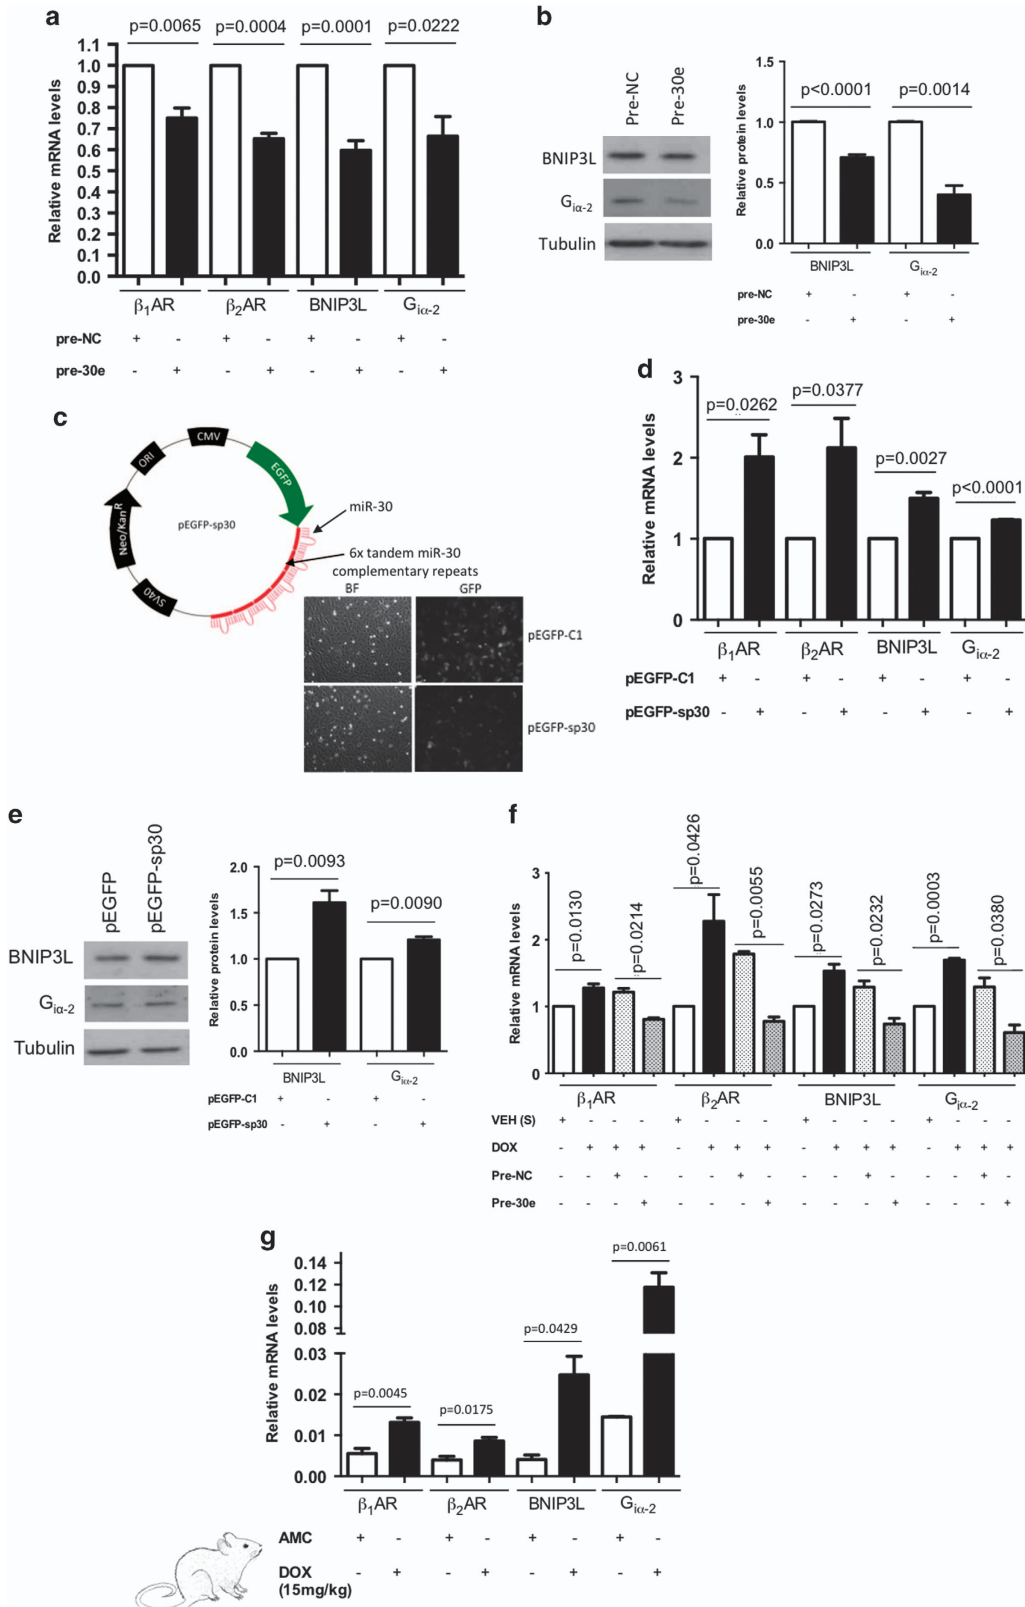 a
p=0.0065 p=0.0004 p=0.0001 p=0.0222
Relative mRNA levels
1.1
1.0
0.9
0.8
0.7
0.6
0.5
0.4
0.3
0.2
0.1
0.0
β1AR β2AR BNIP3L Giα-2
pre-NC + - + - + - + -
pre-30e - + - + - + - +
b
Pre-NC Pre-30e
BNIP3L
Giα-2
Tubulin
Relative protein levels
1.5
1.0
0.5
0.0
p<0.0001 p=0.0014
BNIP3L Giα-2
pre-NC + - + -
pre-30e - + - +
c
CMV
EGFP
ORI
Neo/KanR
SV40
pEGFP-sp30
miR-30
6x tandem miR-30
complementary repeats
BF GFP
pEGFP-C1
pEGFP-sp30
d
Relative mRNA levels
3
2
1
0
p=0.0262 p=0.0377 p=0.0027 p<0.0001
β1AR β2AR BNIP3L Giα-2
pEGFP-C1 + - + - + - + -
pEGFP-sp30 - + - + - + - +
e
pEGFP pEGFP-sp30
BNIP3L
Giα-2
Tubulin
Relative protein levels
2.0
1.5
1.0
0.5
0.0
p=0.0093 p=0.0090
BNIP3L Giα-2
pEGFP-C1 + - + -
pEGFP-sp30 - + - +
f
Relative mRNA levels
3
2
1
0
p=0.0130 p=0.0214 p=0.0426 p=0.0055 p=0.0273 p=0.0232 p=0.0003 p=0.0380
β1AR β2AR BNIP3L Giα-2
VEH (S) + - - - + - - - + - - - + - - -
DOX - + + + - + + + - + + + - + + +
Pre-NC - - + - - - + - - - + - - - + -
Pre-30e - - - + - - - + - - - + - - - +
g
Relative mRNA levels
0.14
0.12
0.10
0.08
0.03
0.02
0.01
0.00
p=0.0045 p=0.0175 p=0.0429 p=0.0061
β1AR β2AR BNIP3L Giα-2
AMC + - + - + - + -
DOX - + - + - + - +
(15mg/kg)